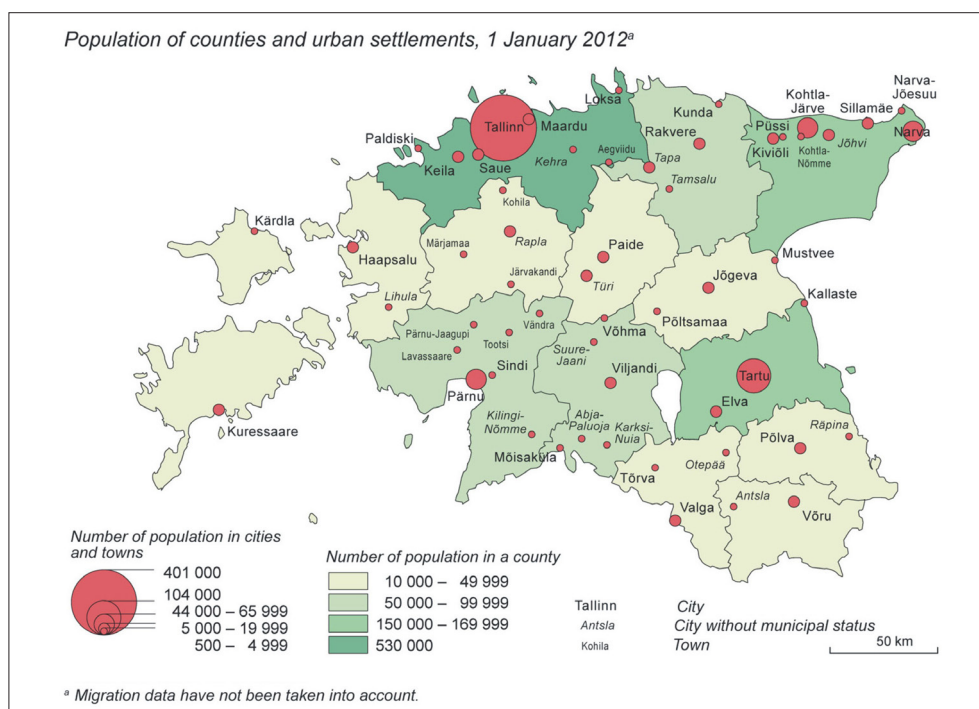 Population of counties and urban settlements, 1 January 2012ᵃ
Loksa
Narva-
Jõesuu
Kunda
Kohtla-
Järve
Sillamäe
Tallinn
Maardu
Püssi
Rakvere
Narva
Paldiski
Kiviõli
Kohtla-
Nõmme
Jõhvi
Keila
Saue
Kehra
Aegviidu
Tapa
Tamsalu
Kohila
Kärdla
Rapla
Märjamaa
Paide
Haapsalu
Mustvee
Järvakandi
Türi
Jõgeva
Lihula
Kallaste
Põltsamaa
Vändra
Pärnu-Jaagupi
Tootsi
Võhma
Lavassaare
Suure-
Jaani
Sindi
Viljandi
Tartu
Pärnu
Elva
Kuressaare
Kilingi-
Nõmme
Abja-
Paluoja
Karksi-
Nuia
Räpina
Põlva
Mõisaküla
Otepää
Tõrva
Antsla
Valga
Võru
Number of population in cities
and towns
401 000
104 000
44 000 – 65 999
5 000 – 19 999
500 – 4 999
Number of population in a county
10 000 – 49 999
50 000 – 99 999
150 000 – 169 999
530 000
Tallinn City
Antsla City without municipal status
Kohila Town
50 km
ᵃ Migration data have not been taken into account.